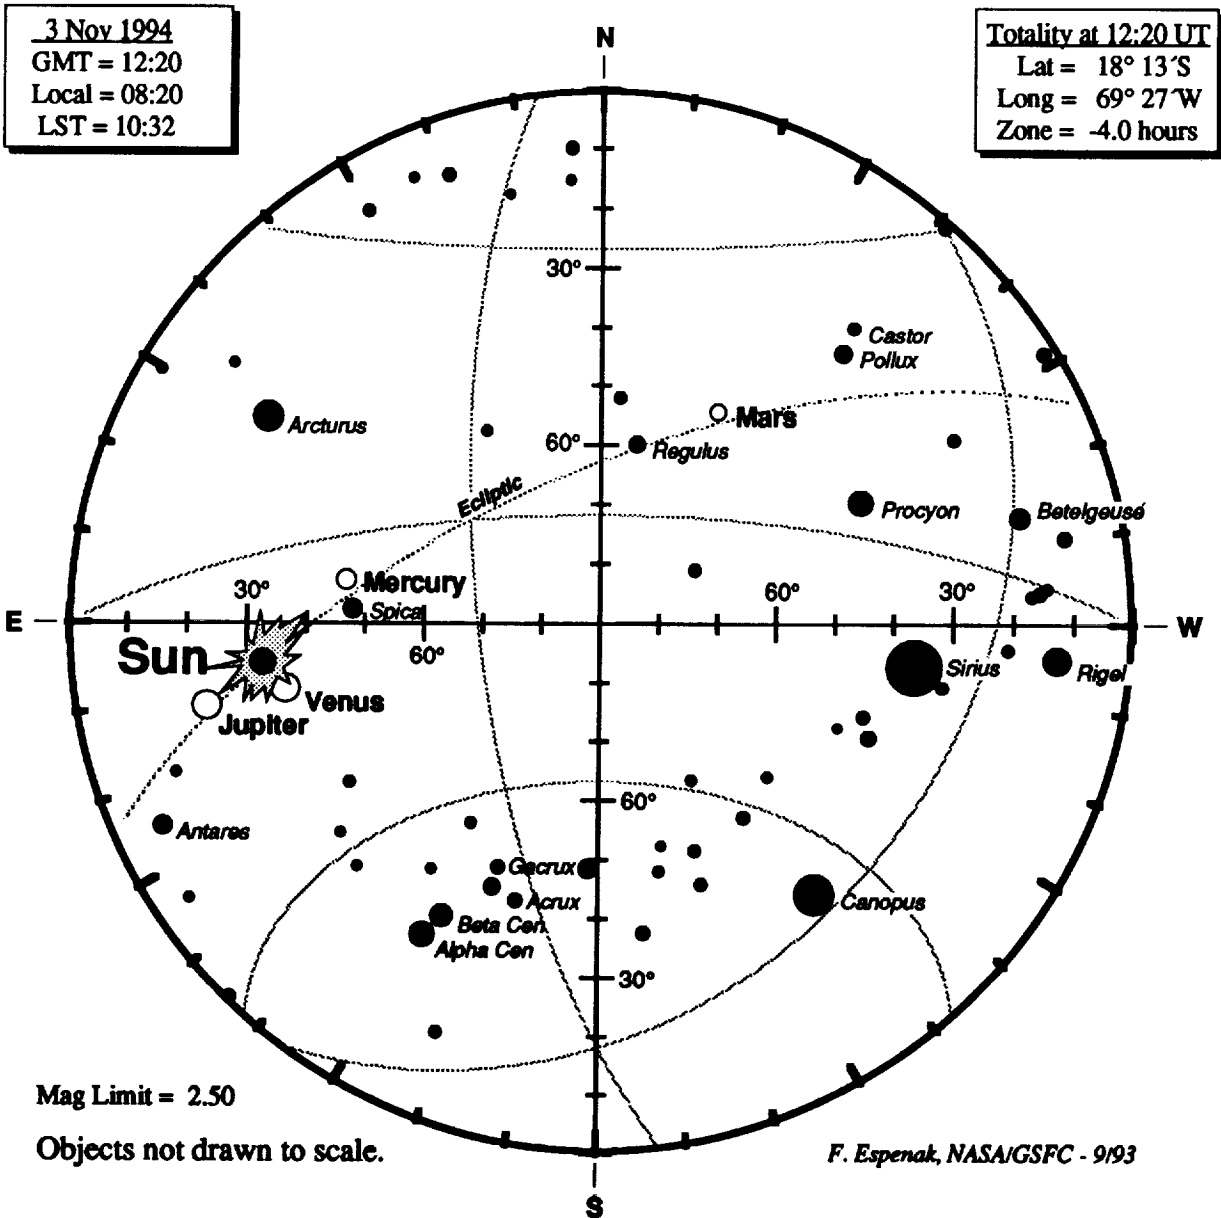 3 Nov 1994
GMT = 12:20
Local = 08:20
LST = 10:32
Totality at 12:20 UT
Lat = 18° 13´S
Long = 69° 27´W
Zone = -4.0 hours
N
30°
Castor
Pollux
Mars
Arcturus
60°
Regulus
Ecliptic
Procyon
Betelgeuse
Mercury
30°
60°
30°
Spica
E
W
60°
Sun
Sirius
Rigel
Venus
Jupiter
60°
Antares
Gacrux
Acrux
Canopus
Beta Cen
Alpha Cen
30°
Mag Limit = 2.50
Objects not drawn to scale.
F. Espenak, NASA/GSFC - 9/93
S